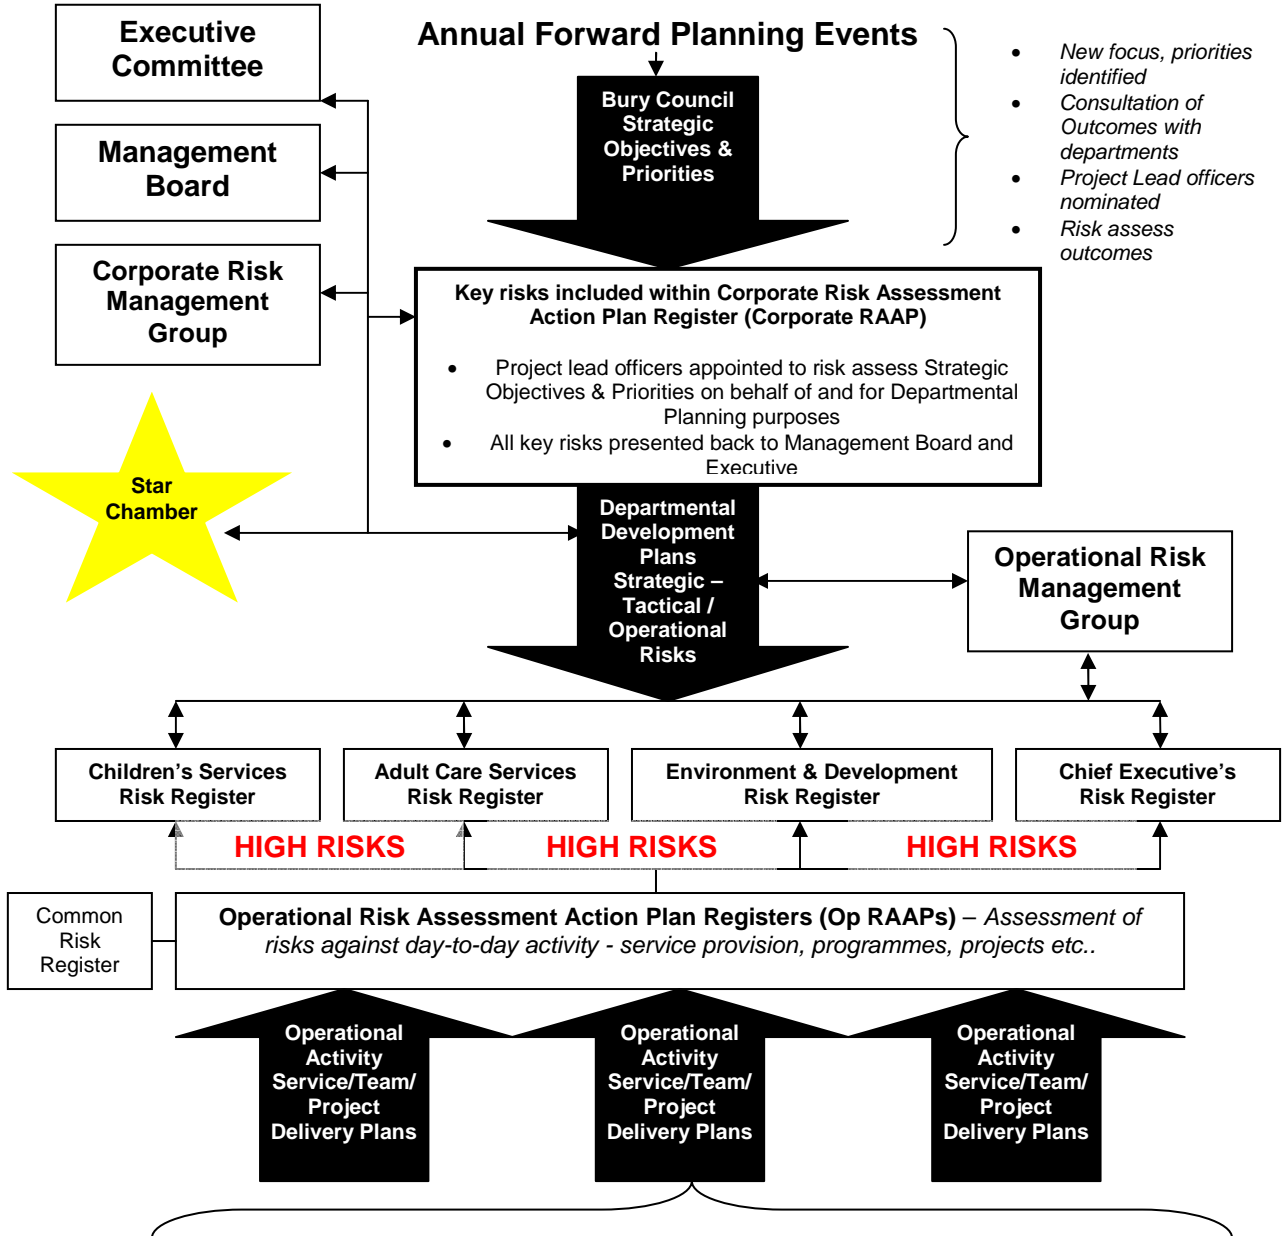 Executive
Committee
Annual Forward Planning Events
• New focus, priorities
identified
• Consultation of
Outcomes with
departments
• Project Lead officers
nominated
• Risk assess
outcomes
Bury Council
Strategic
Objectives &
Priorities
Management
Board
Corporate Risk
Management
Group
Key risks included within Corporate Risk Assessment
Action Plan Register (Corporate RAAP)
• Project lead officers appointed to risk assess Strategic
Objectives & Priorities on behalf of and for Departmental
Planning purposes
• All key risks presented back to Management Board and
Executive
Star
Chamber
Departmental
Development
Plans
Strategic –
Tactical /
Operational
Risks
Operational Risk
Management
Group
Children's Services
Risk Register
Adult Care Services
Risk Register
Environment & Development
Risk Register
Chief Executive's
Risk Register
HIGH RISKS
HIGH RISKS
HIGH RISKS
Common
Risk
Register
Operational Risk Assessment Action Plan Registers (Op RAAPs) – Assessment of
risks against day-to-day activity - service provision, programmes, projects etc..
Operational
Activity
Service/Team/
Project
Delivery Plans
Operational
Activity
Service/Team/
Project
Delivery Plans
Operational
Activity
Service/Team/
Project
Delivery Plans